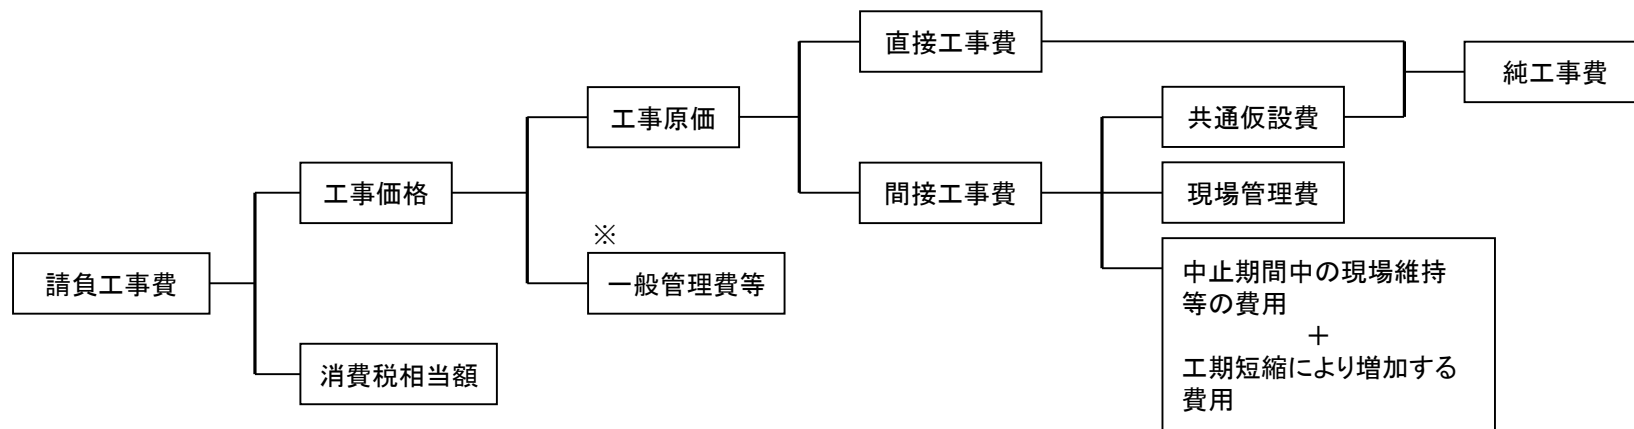 直接工事費
純工事費
工事原価
共通仮設費
工事価格
間接工事費
現場管理費
※
一般管理費等
請負工事費
中止期間中の現場維持
等の費用
＋
工期短縮により増加する
費用
消費税相当額